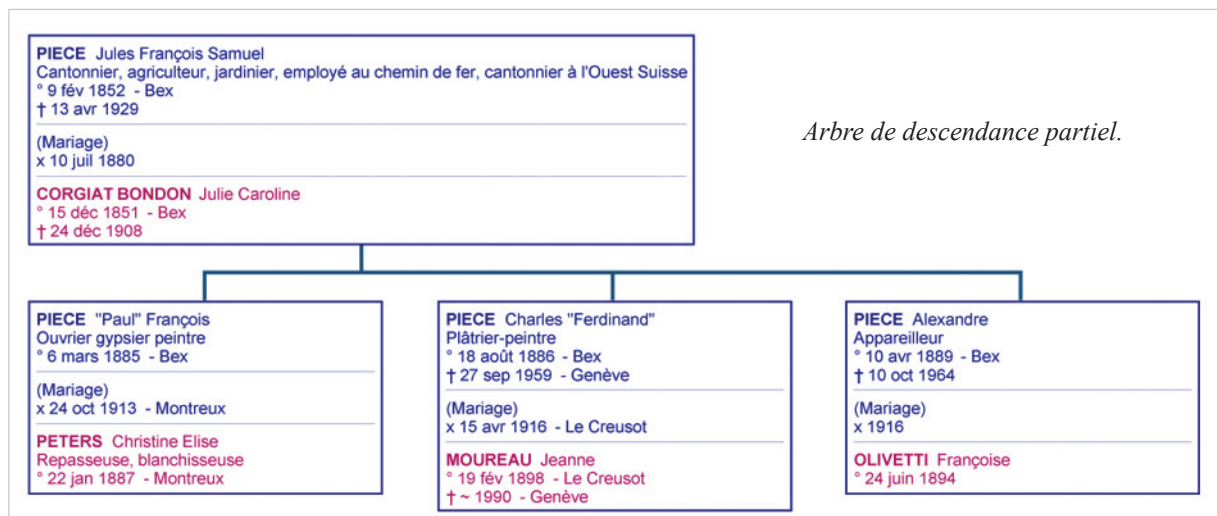 PIECE Jules François Samuel
Cantonnier, agriculteur, jardinier, employé au chemin de fer, cantonnier à l'Ouest Suisse
° 9 fév 1852 - Bex
† 13 avr 1929
(Mariage)
x 10 juil 1880
CORGIAT BONDON Julie Caroline
° 15 déc 1851 - Bex
† 24 déc 1908
Arbre de descendance partiel.
PIECE "Paul" François
Ouvrier gypsier peintre
° 6 mars 1885 - Bex
(Mariage)
x 24 oct 1913 - Montreux
PETERS Christine Elise
Repasseuse, blanchisseuse
° 22 jan 1887 - Montreux
PIECE Charles "Ferdinand"
Plâtrier-peintre
° 18 août 1886 - Bex
† 27 sep 1959 - Genève
(Mariage)
x 15 avr 1916 - Le Creusot
MOUREAU Jeanne
° 19 fév 1898 - Le Creusot
† ~ 1990 - Genève
PIECE Alexandre
Appareilleur
° 10 avr 1889 - Bex
† 10 oct 1964
(Mariage)
x 1916
OLIVETTI Françoise
° 24 juin 1894